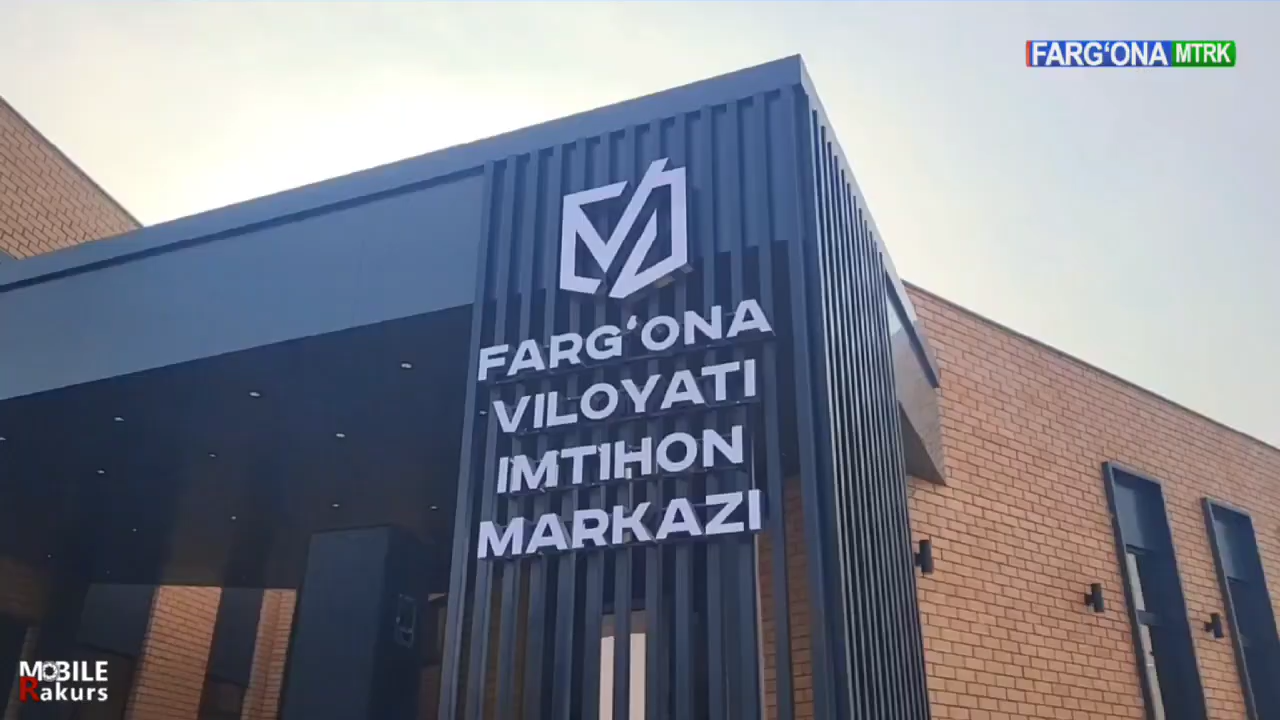 FARG‘ONA MTRK
FARG‘ONA
VILOYATI
IMTIHON
MARKAZI
MOBILE
Rakurs